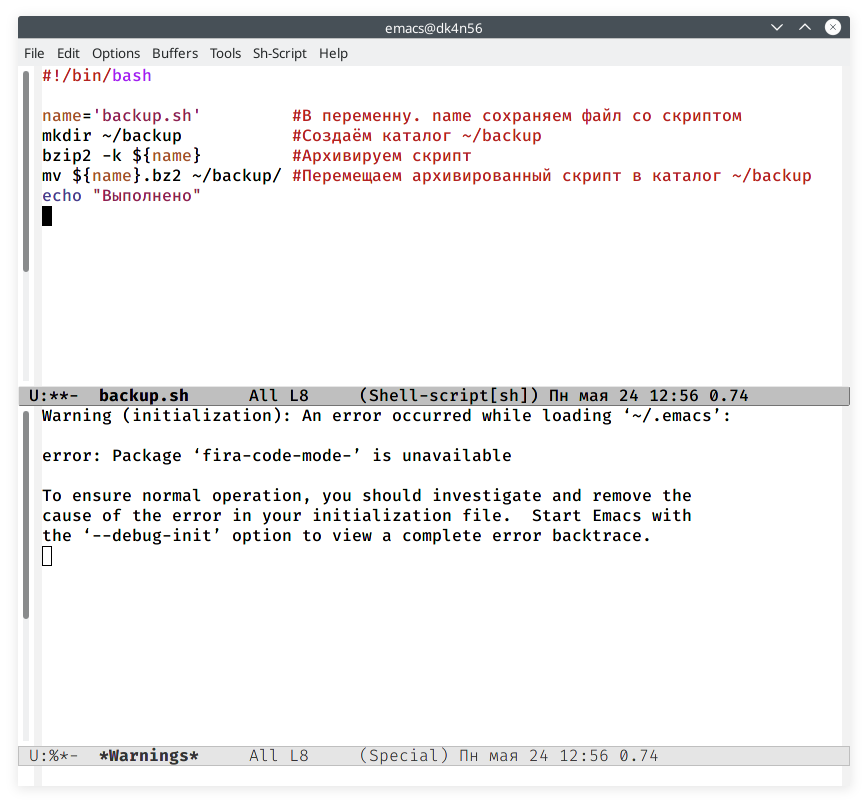 emacs@dk4n56
File Edit Options Buffers Tools Sh-Script Help
#!/bin/bash
name='backup.sh' #В переменну. name сохраняем файл со скриптом
mkdir ~/backup #Создаём каталог ~/backup
bzip2 -k ${name} #Архивируем скрипт
mv ${name}.bz2 ~/backup/ #Перемещаем архивированный скрипт в каталог ~/backup
echo "Выполнено"
U:**- backup.sh All L8 (Shell-script[sh]) Пн мая 24 12:56 0.74
Warning (initialization): An error occurred while loading ‘~/.emacs’:
error: Package ‘fira-code-mode-’ is unavailable
To ensure normal operation, you should investigate and remove the
cause of the error in your initialization file. Start Emacs with
the ‘--debug-init’ option to view a complete error backtrace.
U:%*- *Warnings* All L8 (Special) Пн мая 24 12:56 0.74